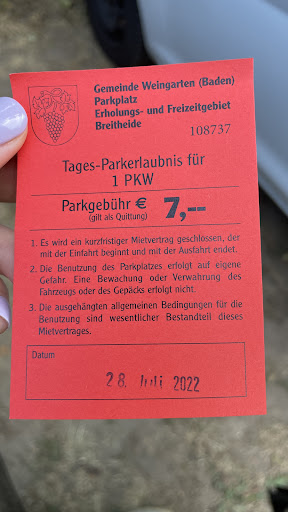 Gemeinde Weingarten (Baden)
Parkplatz
Erholungs- und Freizeitgebiet
Breitheide
108737
Tages-Parkerlaubnis für
1 PKW
Parkgebühr € 7,--
(gilt als Quittung)
1. Es wird ein kurzfristiger Mietvertrag geschlossen, der
mit der Einfahrt beginnt und mit der Ausfahrt endet.
2. Die Benutzung des Parkplatzes erfolgt auf eigene
Gefahr. Eine Bewachung oder Verwahrung des
Fahrzeugs oder des Gepäcks erfolgt nicht.
3. Die ausgehängten allgemeinen Bedingungen für die
Benutzung sind wesentlicher Bestandteil dieses
Mietvertrages.
Datum
28. Juli 2022